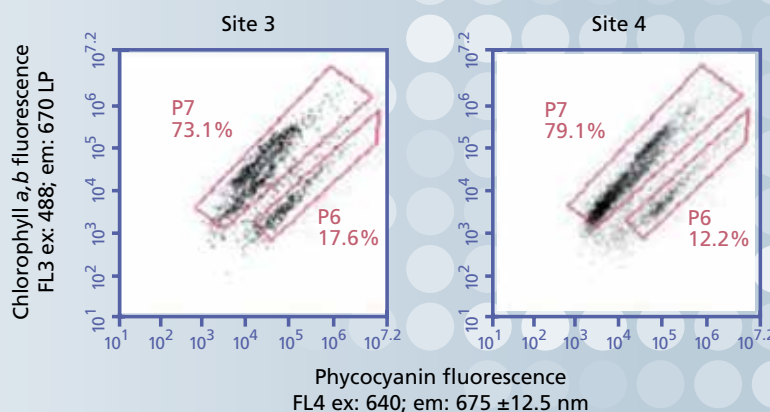 Site 3
Site 4
Chlorophyll a,b fluorescence
FL3 ex: 488; em: 670 LP
10^7.2
10^6
10^5
10^4
10^3
10^2
10^1
P7
73.1%
P6
17.6%
10^1 10^2 10^3 10^4 10^5 10^6 10^7.2
10^7.2
10^6
10^5
10^4
10^3
10^2
10^1
P7
79.1%
P6
12.2%
10^1 10^2 10^3 10^4 10^5 10^6 10^7.2
Phycocyanin fluorescence
FL4 ex: 640; em: 675 ±12.5 nm